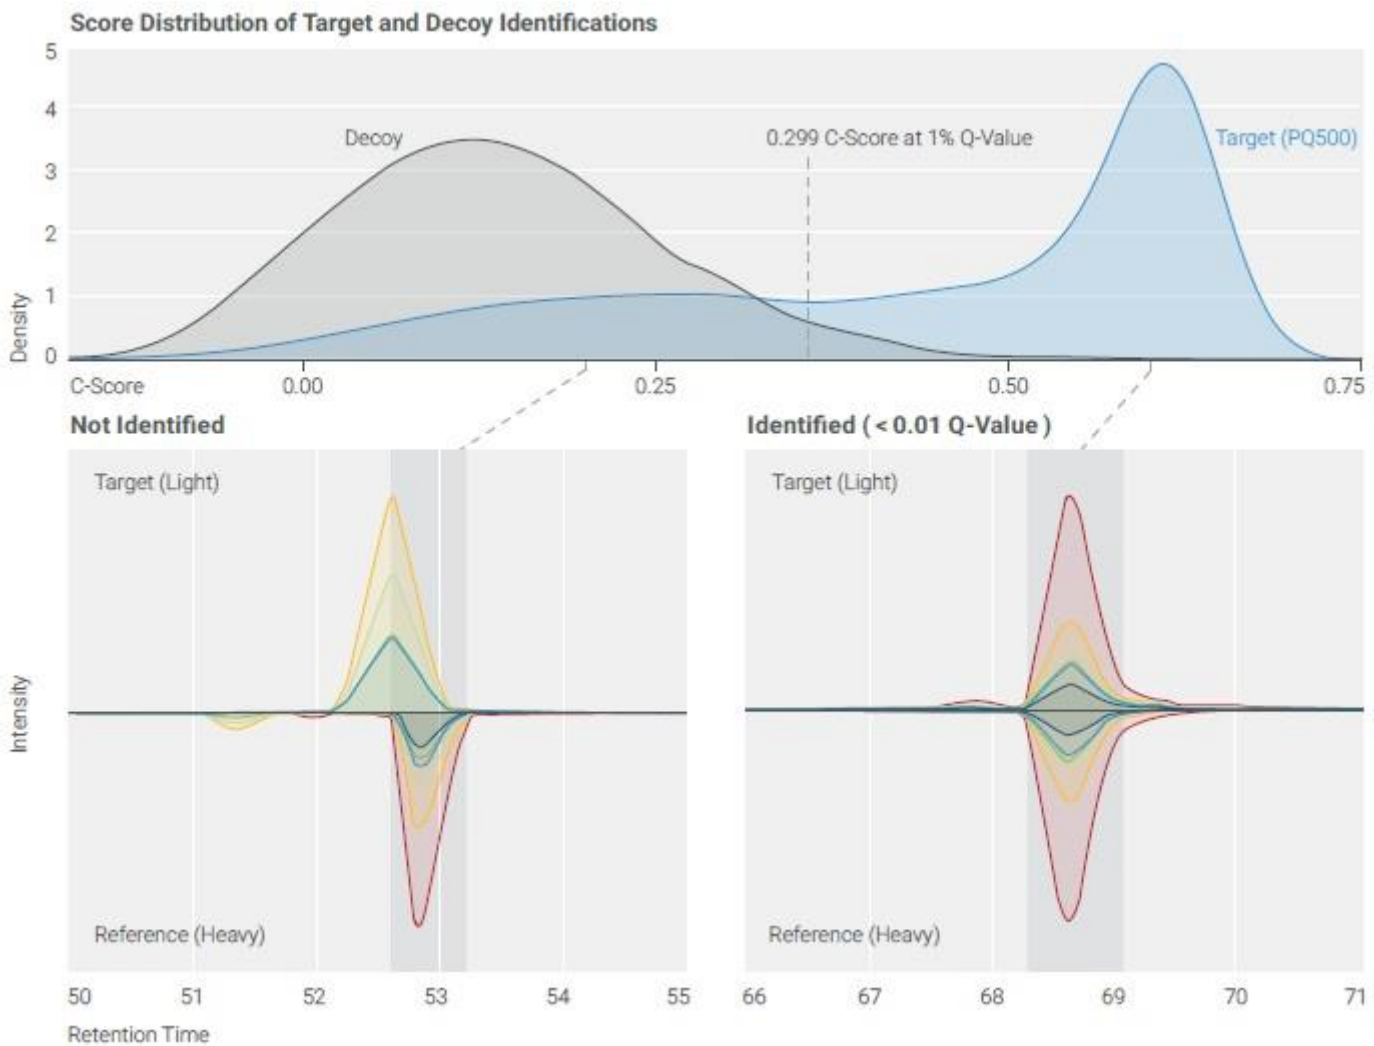 Score Distribution of Target and Decoy Identifications
5
4
3
2
1
0
Density
Decoy
0.299 C-Score at 1% Q-Value
Target (PQ500)
C-Score 0.00 0.25 0.50 0.75
Not Identified
Identified ( < 0.01 Q-Value )
Target (Light)
Target (Light)
Intensity
Reference (Heavy)
Reference (Heavy)
50 51 52 53 54 55
66 67 68 69 70 71
Retention Time